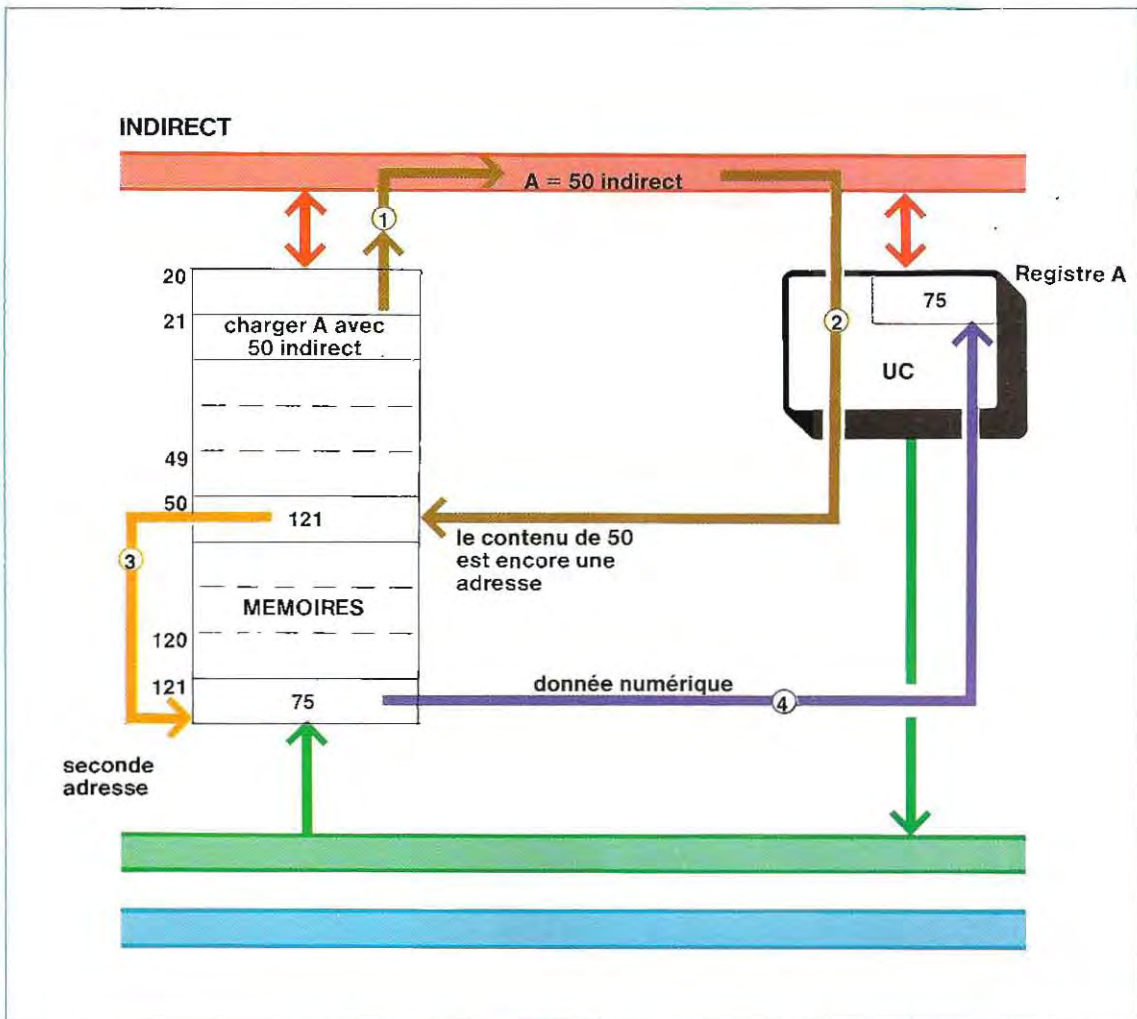 INDIRECT
A = 50 indirect
1
20
Registre A
75
21
charger A avec
50 indirect
2
UC
49
50
121
le contenu de 50
est encore une
adresse
3
MEMOIRES
120
121
75
donnée numérique
4
seconde
adresse